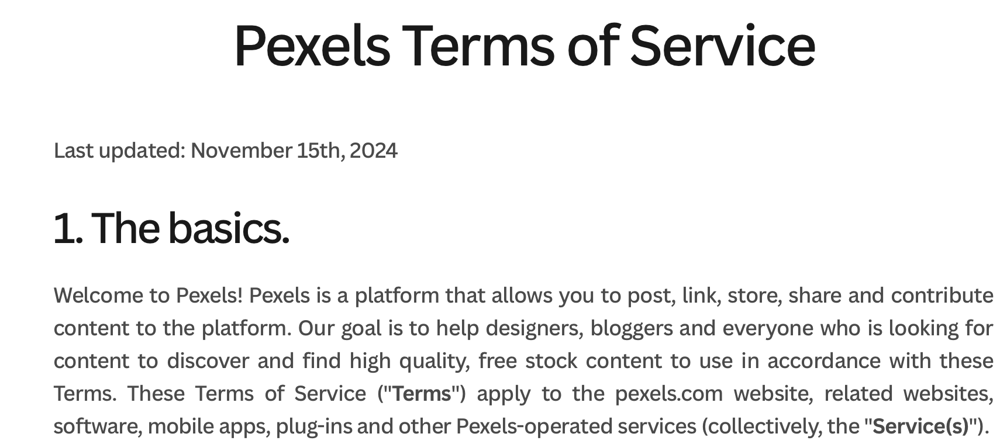 Pexels Terms of Service
Last updated: November 15th, 2024
1. The basics.
Welcome to Pexels! Pexels is a platform that allows you to post, link, store, share and contribute
content to the platform. Our goal is to help designers, bloggers and everyone who is looking for
content to discover and find high quality, free stock content to use in accordance with these
Terms. These Terms of Service ("Terms") apply to the pexels.com website, related websites,
software, mobile apps, plug-ins and other Pexels-operated services (collectively, the "Service(s)").